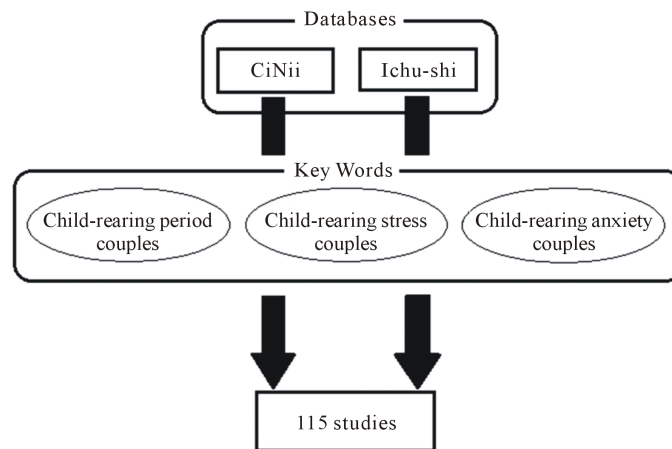 Databases
CiNii
Ichu-shi
Key Words
Child-rearing period
couples
Child-rearing stress
couples
Child-rearing anxiety
couples
115 studies